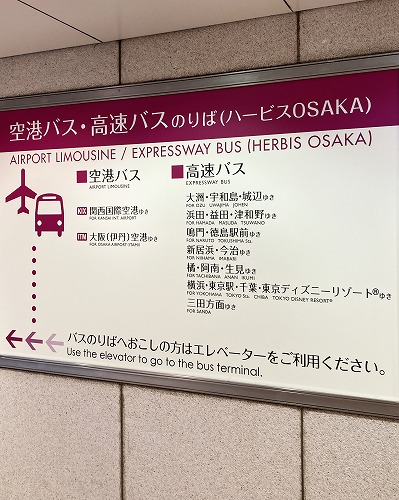 空港バス・高速バスのりば(ハービスOSAKA)
AIRPORT LIMOUSINE / EXPRESSWAY BUS (HERBIS OSAKA)
■空港バス
AIRPORT LIMOUSINE
KIX 関西国際空港ゆき
FOR KANSAI INT. AIRPORT
ITM 大阪(伊丹)空港ゆき
FOR OSAKA AIRPORT(ITAMI)
■高速バス
EXPRESSWAY BUS
大洲・宇和島・城辺ゆき
FOR OZU UWAJIMA JOHEN
浜田・益田・津和野ゆき
FOR HAMADA MASUDA TSUWANO
鳴門・徳島駅前ゆき
FOR NARUTO TOKUSHIMA Sta.
新居浜・今治ゆき
FOR NIIHAMA IMABARI
橘・阿南・生見ゆき
FOR TACHIBANA ANAN IKUMI
横浜・東京駅・千葉・東京ディズニーリゾート®ゆき
FOR YOKOHAMA TOKYO Sta. CHIBA TOKYO DISNEY RESORT®
三田方面ゆき
FOR SANDA
バスのりばへおこしの方はエレベーターをご利用ください。
Use the elevator to go to the bus terminal.